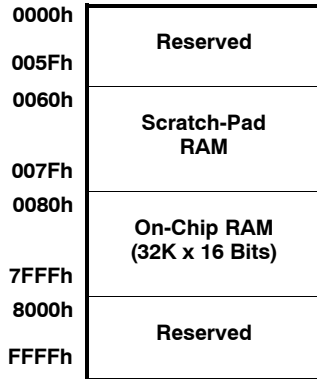 0000h
Reserved
005Fh
0060h
Scratch-Pad
RAM
007Fh
0080h
On-Chip RAM
(32K x 16 Bits)
7FFFh
8000h
Reserved
FFFFh